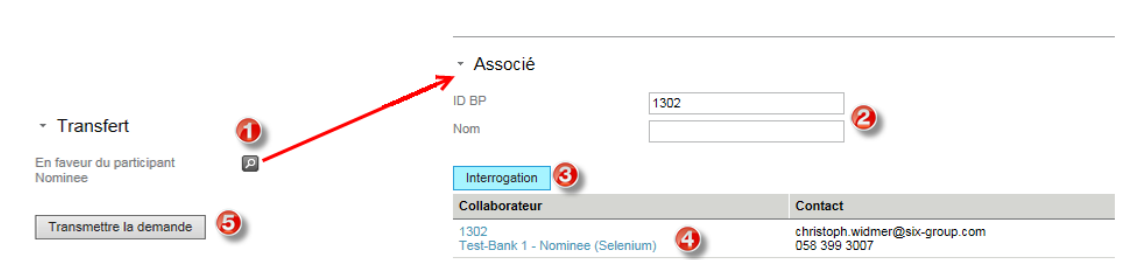 Transfert
1
En faveur du participant
Nominee
Transmettre la demande
5
Associé
ID BP
1302
2
Nom
Interrogation
3
Collaborateur
Contact
1302
Test-Bank 1 - Nominee (Selenium)
4
christoph.widmer@six-group.com
058 399 3007